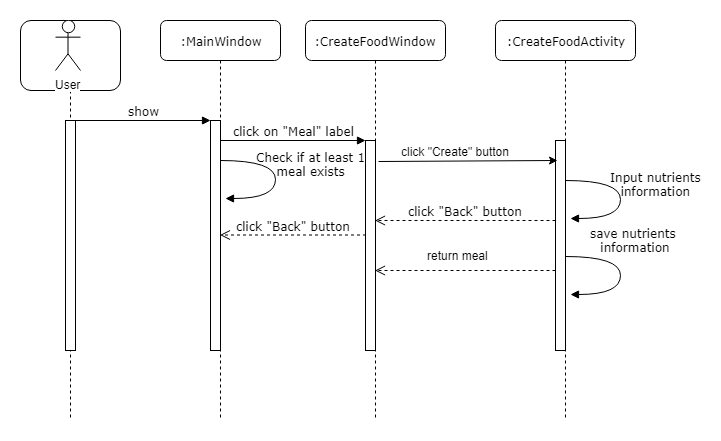 :MainWindow
:CreateFoodWindow
:CreateFoodActivity
User
show
click on "Meal" label
click "Create" button
Check if at least 1
meal exists
Input nutrients
information
click "Back" button
click "Back" button
save nutrients
information
return meal